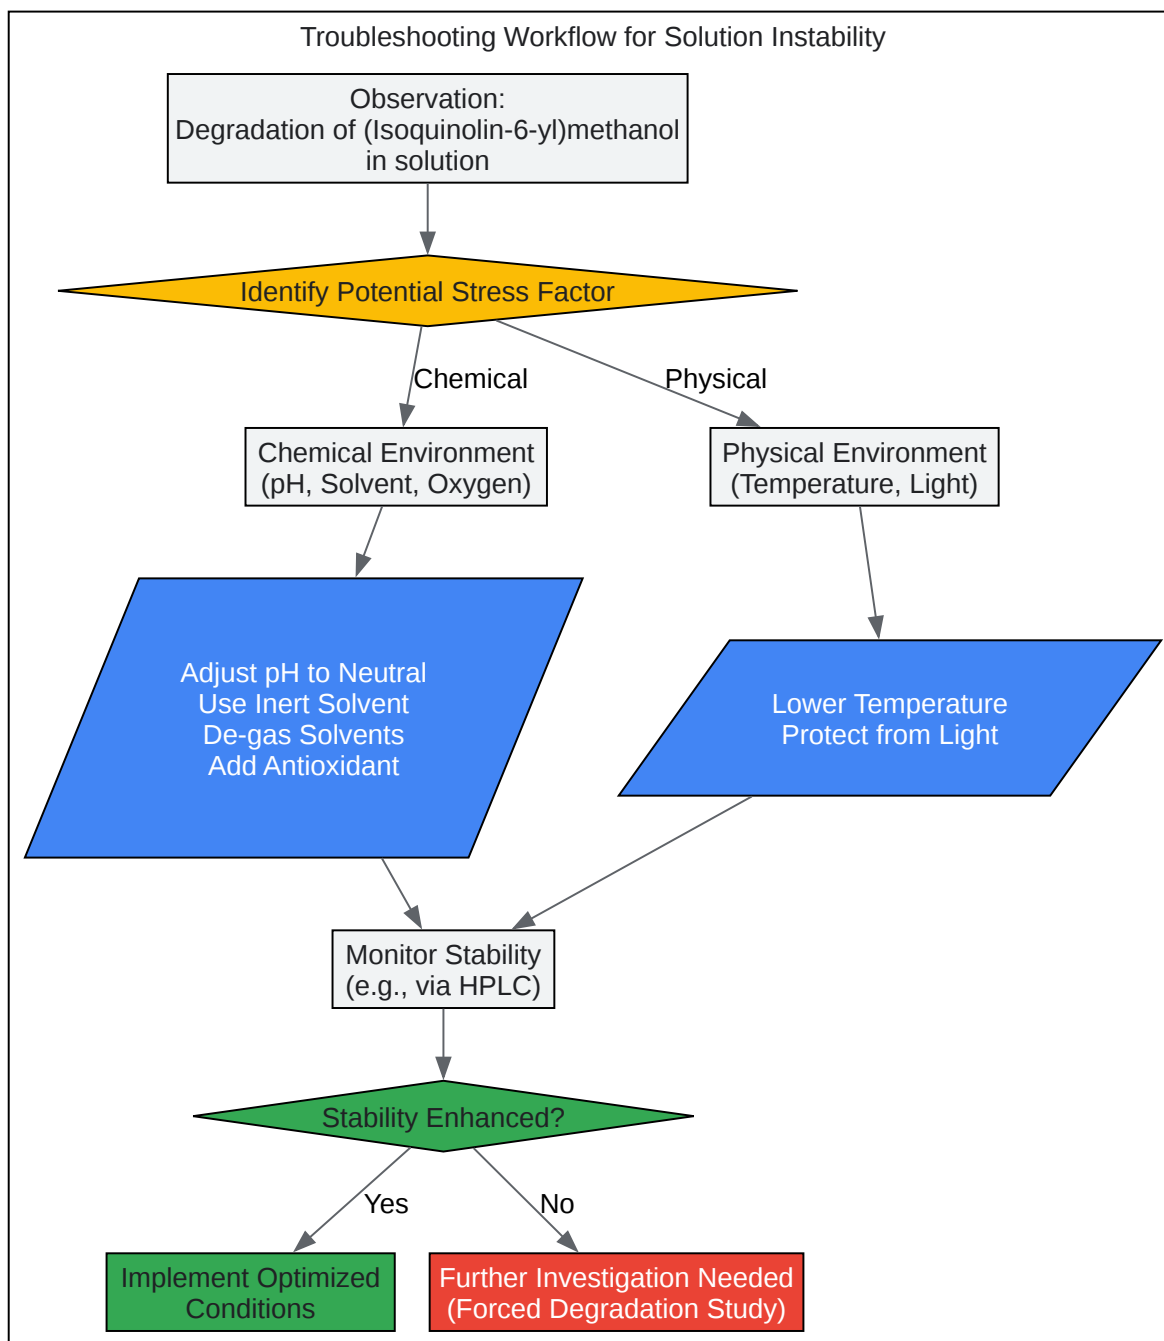 Troubleshooting Workflow for Solution Instability
Observation:
Degradation of (Isoquinolin-6-yl)methanol
in solution
Identify Potential Stress Factor
Chemical
Physical
Chemical Environment
(pH, Solvent, Oxygen)
Physical Environment
(Temperature, Light)
Adjust pH to Neutral
Use Inert Solvent
De-gas Solvents
Add Antioxidant
Lower Temperature
Protect from Light
Monitor Stability
(e.g., via HPLC)
Stability Enhanced?
Yes
No
Implement Optimized
Conditions
Further Investigation Needed
(Forced Degradation Study)